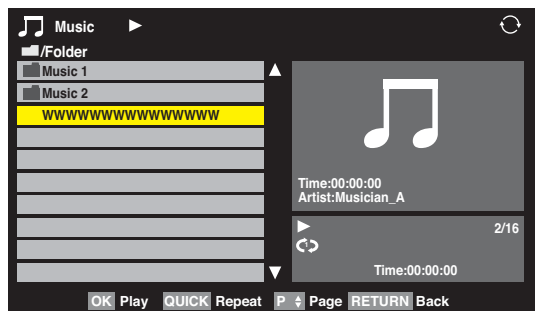 Music
/Folder
Music 1
Music 2
WWWWWWWWWWWWWWW
Time:00:00:00
Artist:Musician_A
2/16
Time:00:00:00
OK Play QUICK Repeat P Page RETURN Back